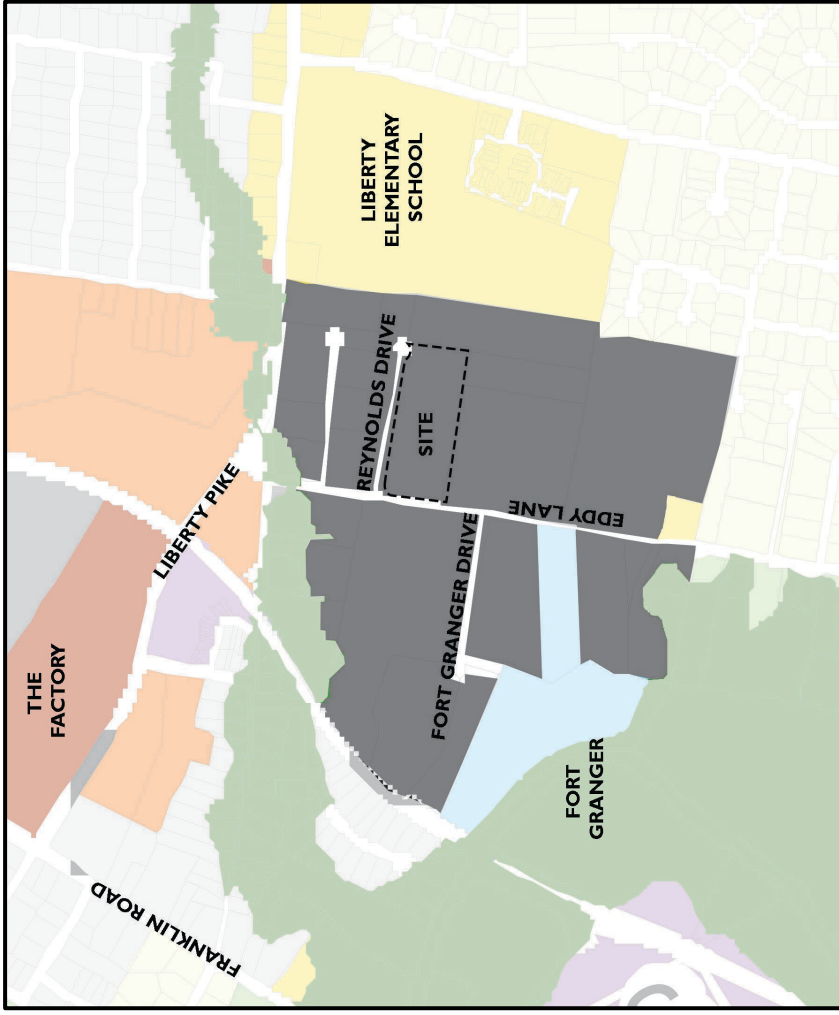 LIBERTY
ELEMENTARY
SCHOOL
REYNOLDS DRIVE
SITE
LIBERTY PIKE
EDDY LANE
FORT GRANGER DRIVE
THE
FACTORY
FORT
GRANGER
FRANKLIN ROAD